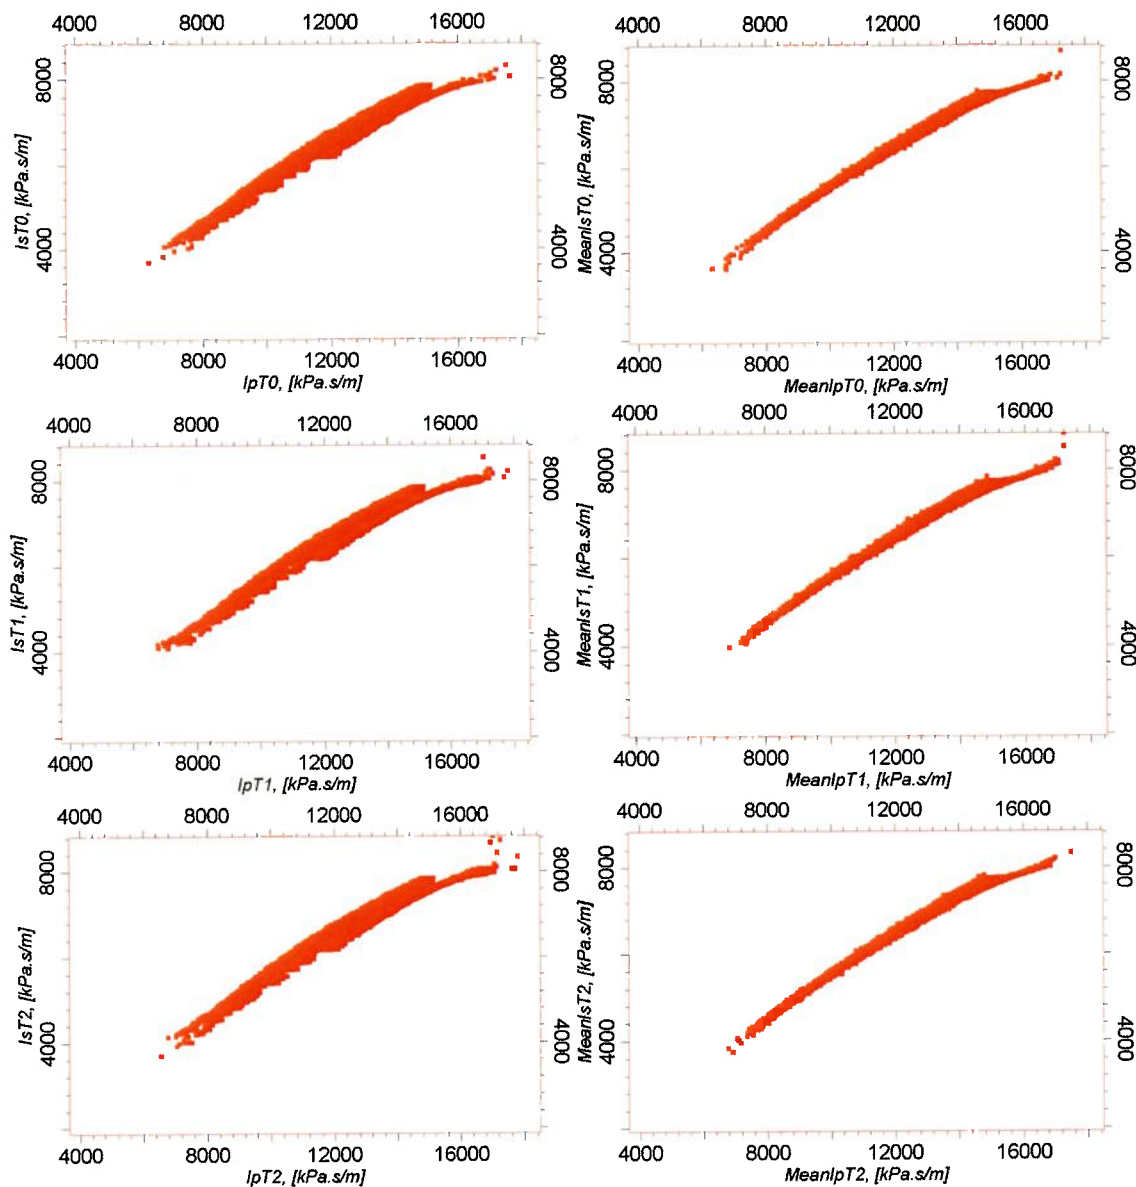 4000 8000 12000 16000
8000
4000
IsT0, [kPa.s/m]
8000
4000
4000 8000 12000 16000
IpT0, [kPa.s/m]
4000 8000 12000 16000
8000
4000
MeanIsT0, [kPa.s/m]
8000
4000
4000 8000 12000 16000
MeanIpT0, [kPa.s/m]
4000 8000 12000 16000
8000
4000
IsT1, [kPa.s/m]
8000
4000
4000 8000 12000 16000
IpT1, [kPa.s/m]
4000 8000 12000 16000
8000
4000
MeanIsT1, [kPa.s/m]
8000
4000
4000 8000 12000 16000
MeanIpT1, [kPa.s/m]
4000 8000 12000 16000
8000
4000
IsT2, [kPa.s/m]
8000
4000
4000 8000 12000 16000
IpT2, [kPa.s/m]
4000 8000 12000 16000
8000
4000
MeanIsT2, [kPa.s/m]
8000
4000
4000 8000 12000 16000
MeanIpT2, [kPa.s/m]